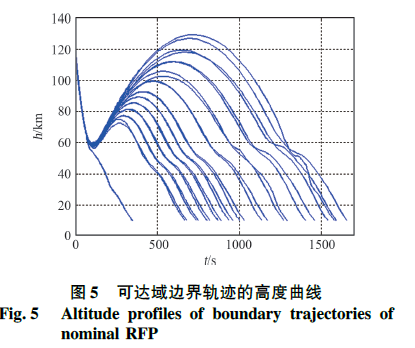 140
120
100
80
60
40
20
0
h/km
0 500 1000 1500
t/s
图 5 可达域边界轨迹的高度曲线
Fig. 5 Altitude profiles of boundary trajectories of
nominal RFP